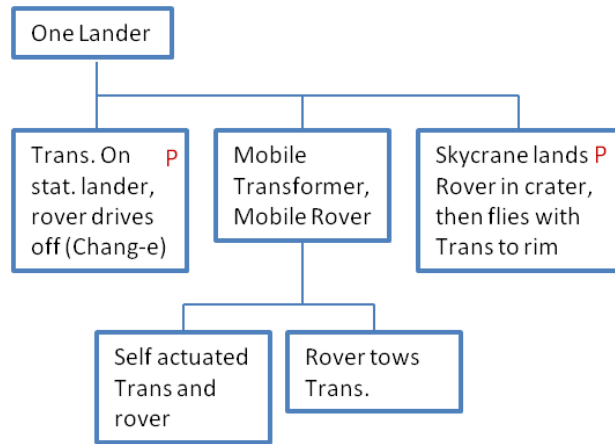 One Lander
Trans. On P
stat. lander,
rover drives
off (Chang-e)
Mobile
Transformer,
Mobile Rover
Skycrane lands P
Rover in crater,
then flies with
Trans to rim
Self actuated
Trans and
rover
Rover tows
Trans.